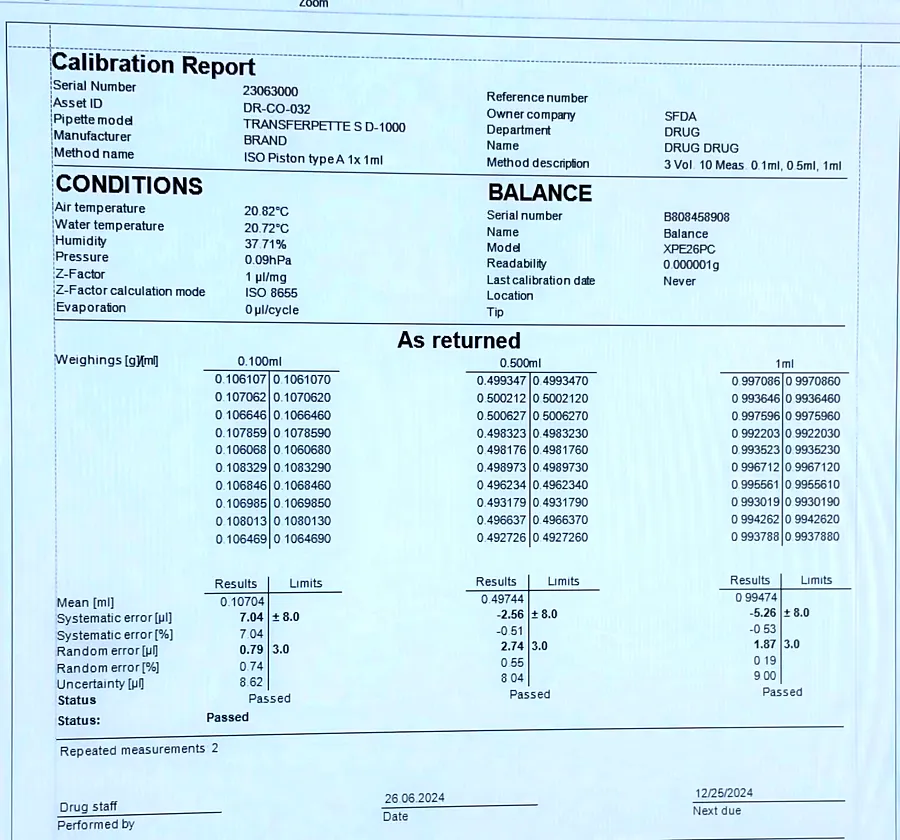 Zoom
Calibration Report
Serial Number 23063000
Asset ID DR-CO-032
Pipette model TRANSFERPETTE S D-1000
Manufacturer BRAND
Method name ISO Piston type A 1x 1ml
Reference number
Owner company SFDA
Department DRUG
Name DRUG DRUG
Method description 3 Vol. 10 Meas. 0.1ml, 0.5ml, 1ml
CONDITIONS
Air temperature 20.82°C
Water temperature 20.72°C
Humidity 37.71%
Pressure 0.09hPa
Z-Factor 1 µl/mg
Z-Factor calculation mode ISO 8655
Evaporation 0 µl/cycle
BALANCE
Serial number B808458908
Name Balance
Model XPE26PC
Readability 0.000001g
Last calibration date Never
Location
Tip
As returned
Weighings [g]/[ml] 0.100ml 0.500ml 1ml
0.106107 0.1061070 0.499347 0.4993470 0.997086 0.9970860
0.107062 0.1070620 0.500212 0.5002120 0.993646 0.9936460
0.106646 0.1066460 0.500627 0.5006270 0.997596 0.9975960
0.107859 0.1078590 0.498323 0.4983230 0.992203 0.9922030
0.106068 0.1060680 0.498176 0.4981760 0.993523 0.9935230
0.108329 0.1083290 0.498973 0.4989730 0.996712 0.9967120
0.106846 0.1068460 0.496234 0.4962340 0.995561 0.9955610
0.106985 0.1069850 0.493179 0.4931790 0.993019 0.9930190
0.108013 0.1080130 0.496637 0.4966370 0.994262 0.9942620
0.106469 0.1064690 0.492726 0.4927260 0.993788 0.9937880
Results Limits Results Limits Results Limits
Mean [ml] 0.10704 0.49744 0.99474
Systematic error [µl] 7.04 ± 8.0 -2.56 ± 8.0 -5.26 ± 8.0
Systematic error [%] 7.04 -0.51 -0.53
Random error [µl] 0.79 3.0 2.74 3.0 1.87 3.0
Random error [%] 0.74 0.55 0.19
Uncertainty [µl] 8.62 8.04 9.00
Status Passed Passed Passed
Status: Passed
Repeated measurements 2
Drug staff 26.06.2024 12/25/2024
Performed by Date Next due